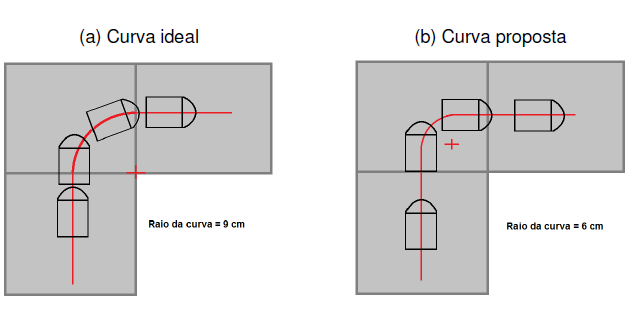 (a) Curva ideal
(b) Curva proposta
Raio da curva = 9 cm
Raio da curva = 6 cm